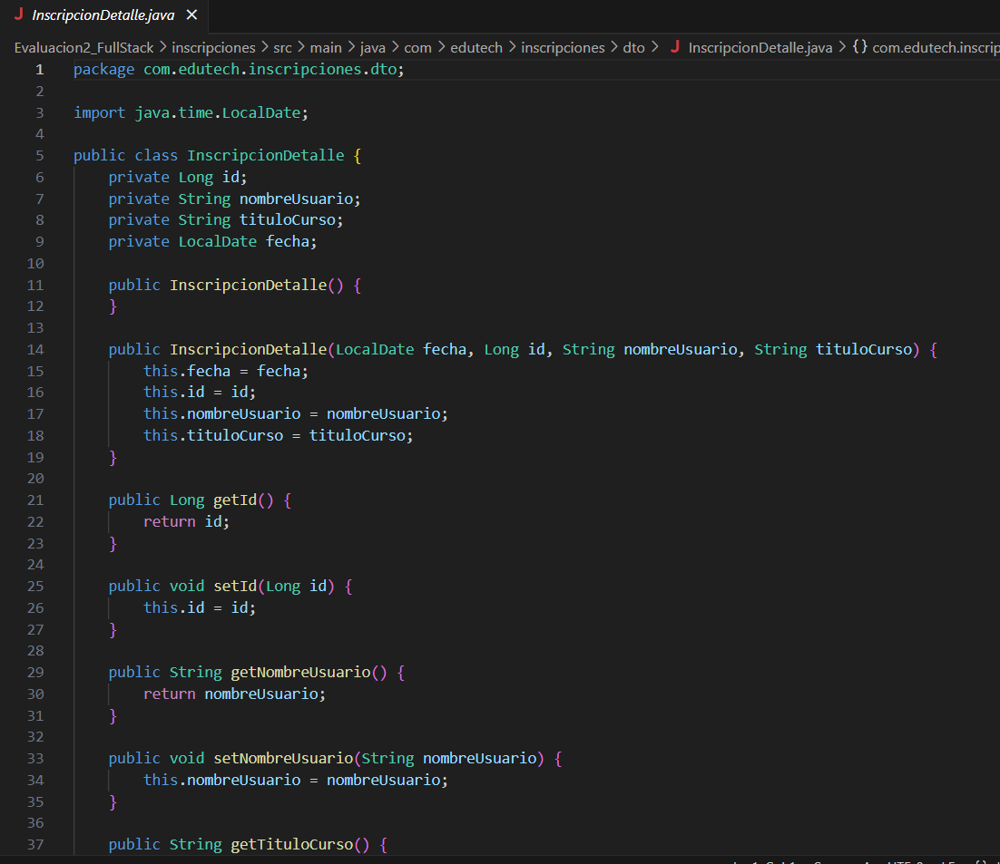 InscripcionDetalle.java
Evaluacion2_FullStack > inscripciones > src > main > java > com > edutech > inscripciones > dto > InscripcionDetalle.java > {} com.edutech.inscrip
1 package com.edutech.inscripciones.dto;
2
3 import java.time.LocalDate;
4
5 public class InscripcionDetalle {
6     private Long id;
7     private String nombreUsuario;
8     private String tituloCurso;
9     private LocalDate fecha;
10
11     public InscripcionDetalle() {
12     }
13
14     public InscripcionDetalle(LocalDate fecha, Long id, String nombreUsuario, String tituloCurso) {
15         this.fecha = fecha;
16         this.id = id;
17         this.nombreUsuario = nombreUsuario;
18         this.tituloCurso = tituloCurso;
19     }
20
21     public Long getId() {
22         return id;
23     }
24
25     public void setId(Long id) {
26         this.id = id;
27     }
28
29     public String getNombreUsuario() {
30         return nombreUsuario;
31     }
32
33     public void setNombreUsuario(String nombreUsuario) {
34         this.nombreUsuario = nombreUsuario;
35     }
36
37     public String getTituloCurso() {